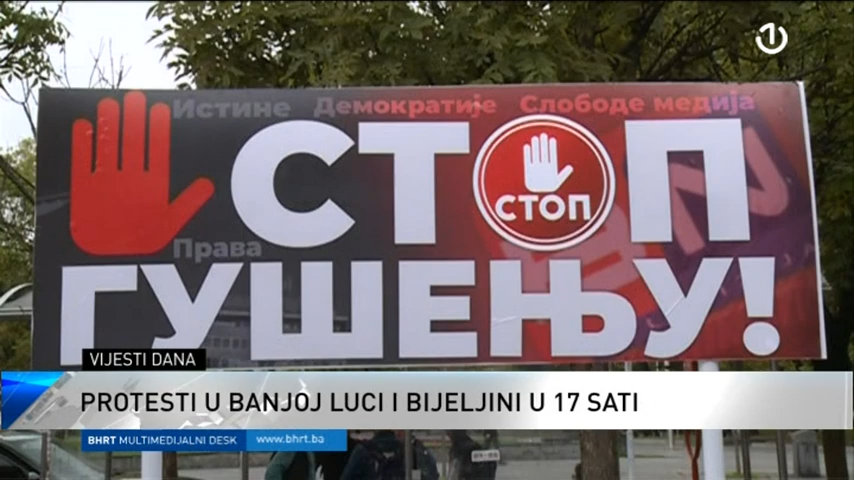 Истине Демократије Слободе медија
СТОП
СТОП
Права
ГУШЕЊУ!
VIJESTI DANA
PROTESTI U BANJOJ LUCI I BIJELJINI U 17 SATI
BHRT MULTIMEDIJALNI DESK www.bhrt.ba